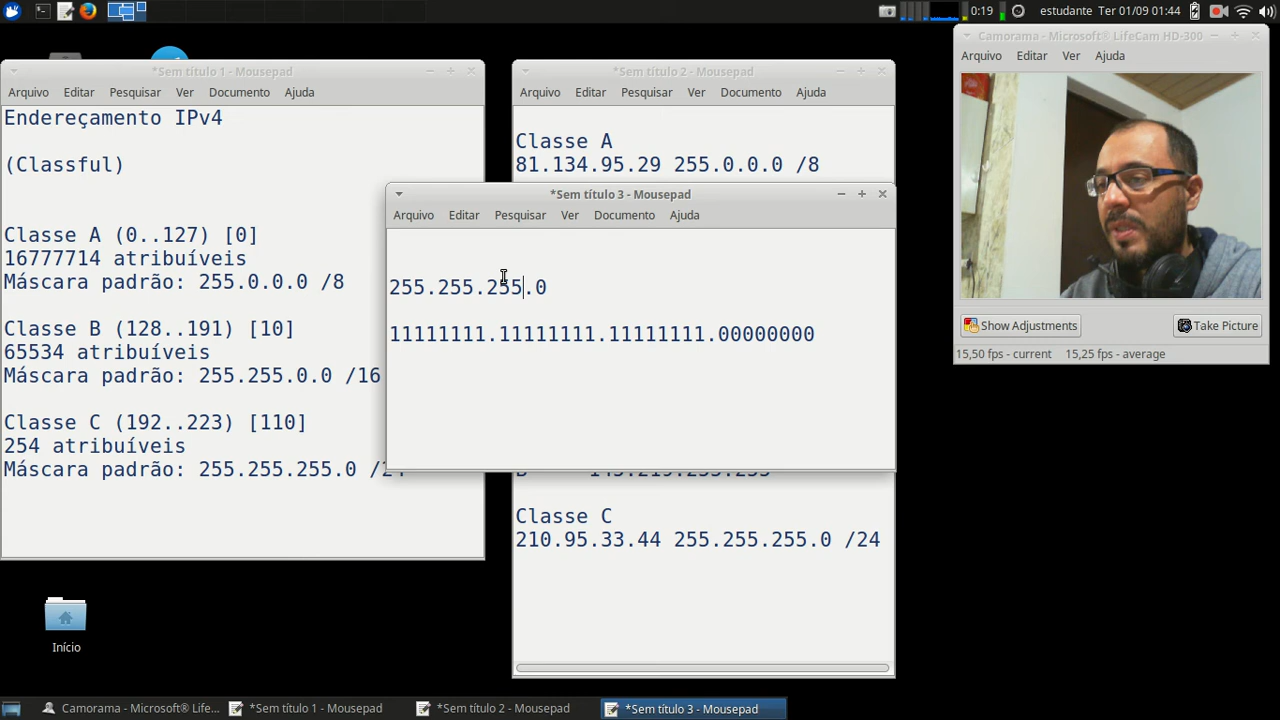 0:19
estudante Ter 01/09 01:44
*Sem título 1 - Mousepad
Arquivo Editar Pesquisar Ver Documento Ajuda
Endereçamento IPv4
(Classful)
Classe A (0..127) [0]
16777714 atribuíveis
Máscara padrão: 255.0.0.0 /8
Classe B (128..191) [10]
65534 atribuíveis
Máscara padrão: 255.255.0.0 /16
Classe C (192..223) [110]
254 atribuíveis
Máscara padrão: 255.255.255.0 /24
*Sem título 2 - Mousepad
Arquivo Editar Pesquisar Ver Documento Ajuda
Classe A
81.134.95.29 255.0.0.0 /8
*Sem título 3 - Mousepad
Arquivo Editar Pesquisar Ver Documento Ajuda
255.255.255.0
11111111.11111111.11111111.00000000
Classe C
210.95.33.44 255.255.255.0 /24
Camorama - Microsoft® LifeCam HD-300
Arquivo Editar Ver Ajuda
Show Adjustments
Take Picture
15,50 fps - current 15,25 fps - average
Início
Camorama - Microsoft® Life...
*Sem título 1 - Mousepad
*Sem título 2 - Mousepad
*Sem título 3 - Mousepad